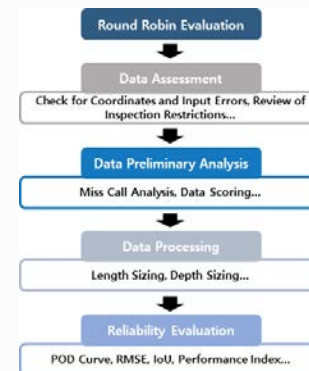 Round Robin Evaluation
Data Assessment
Check for Coordinates and Input Errors, Review of
Inspection Restrictions...
Data Preliminary Analysis
Miss Call Analysis, Data Scoring...
Data Processing
Length Sizing, Depth Sizing...
Reliability Evaluation
POD Curve, RMSE, IoU, Performance Index...